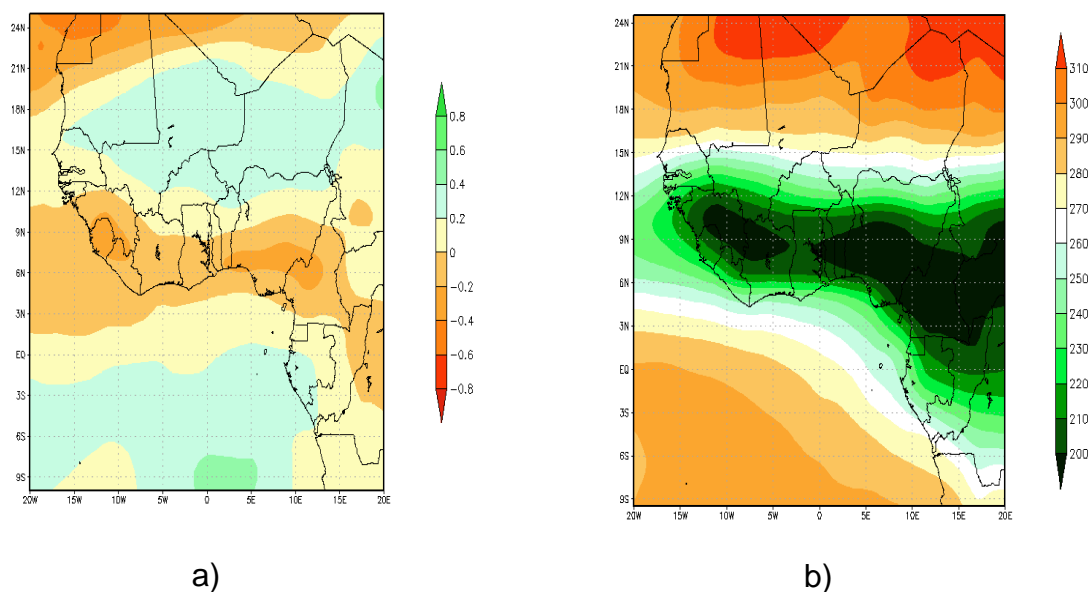 24N
21N
18N
15N
12N
9N
6N
3N
EQ
3S
6S
9S
20W 15W 10W 5W 0 5E 10E 15E 20E
0.8
0.6
0.4
0.2
0
-0.2
-0.4
-0.6
-0.8
a)
24N
21N
18N
15N
12N
9N
6N
3N
EQ
3S
6S
9S
20W 15W 10W 5W 0 5E 10E 15E 20E
310
300
290
280
270
260
250
240
230
220
210
200
b)